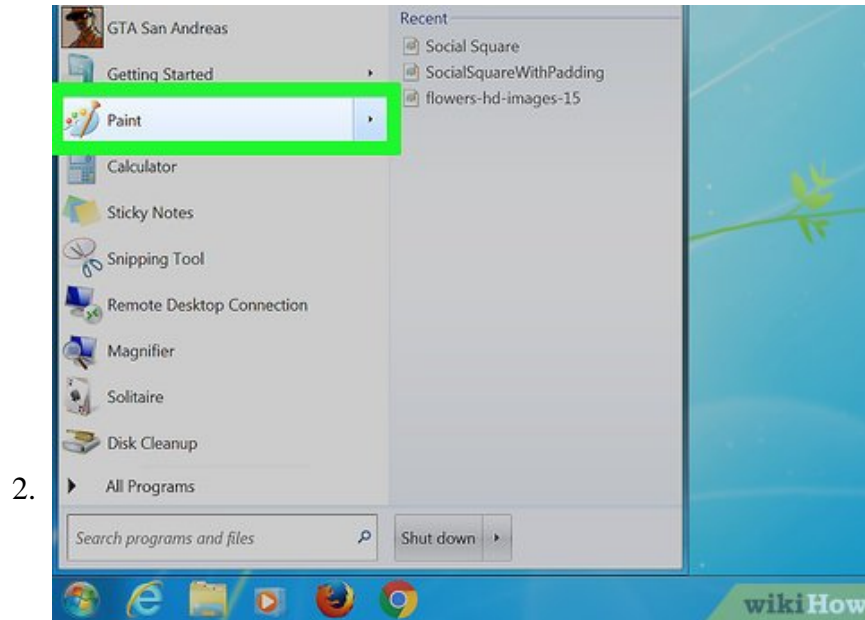 GTA San Andreas
Getting Started
Paint
Calculator
Sticky Notes
Snipping Tool
Remote Desktop Connection
Magnifier
Solitaire
Disk Cleanup
2.
All Programs
Search programs and files
Recent
Social Square
SocialSquareWithPadding
flowers-hd-images-15
Shut down
wikiHow